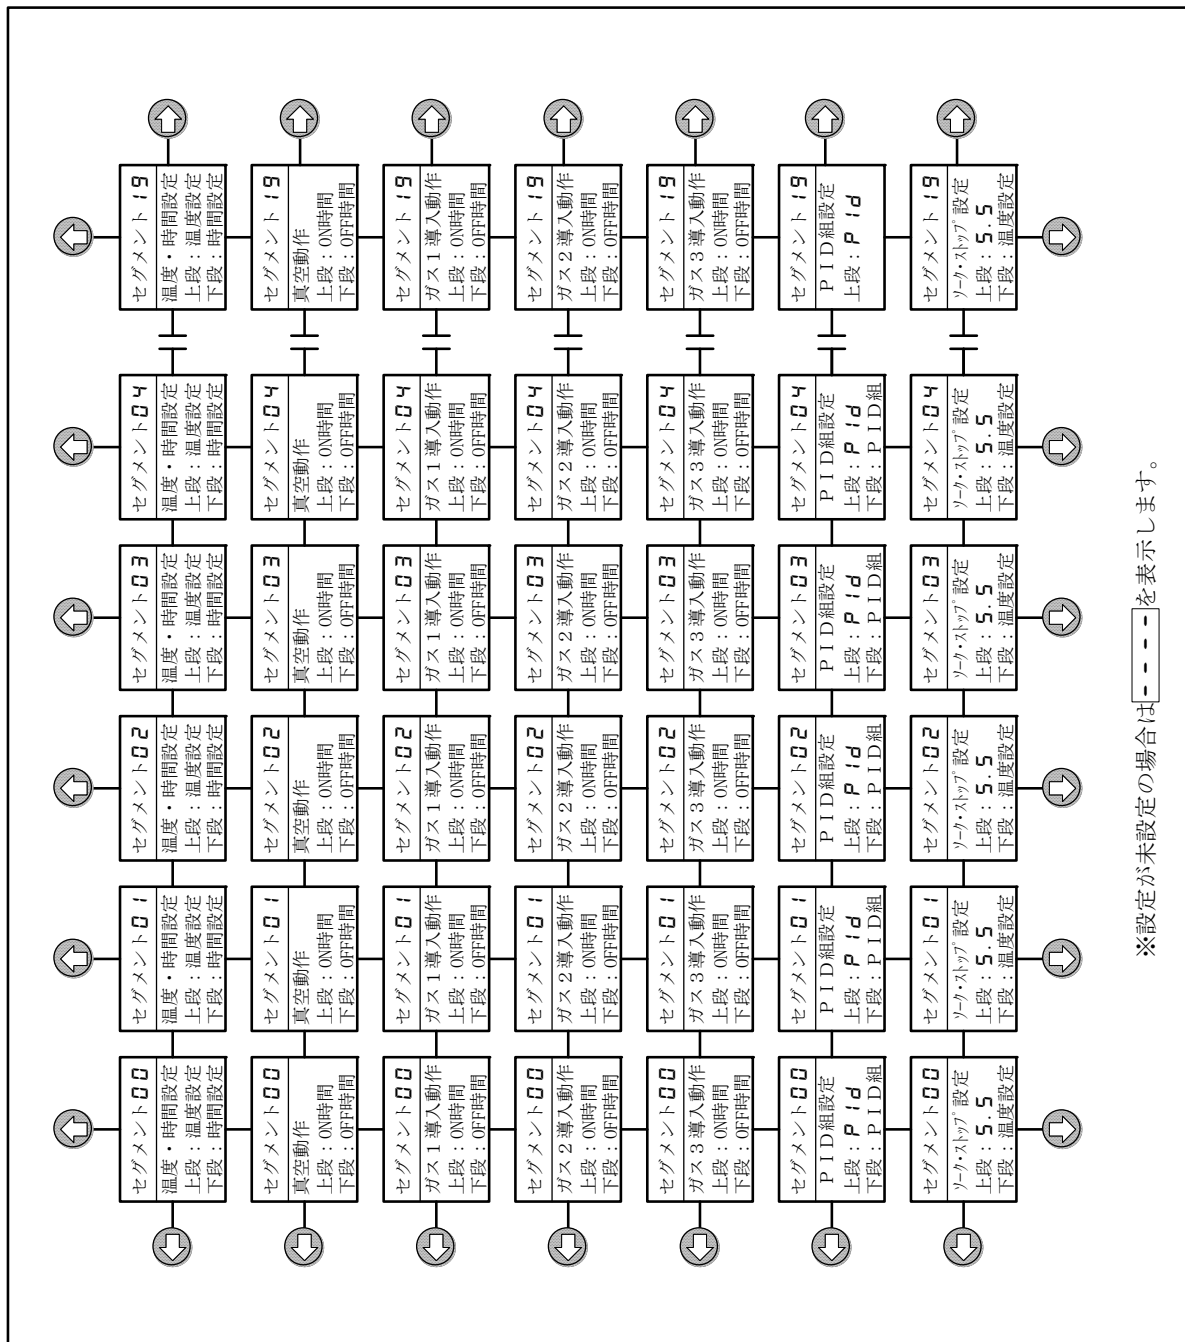 セグメント00
温度・時間設定
上段：温度設定
下段：時間設定
セグメント01
温度・時間設定
上段：温度設定
下段：時間設定
セグメント02
温度・時間設定
上段：温度設定
下段：時間設定
セグメント03
温度・時間設定
上段：温度設定
下段：時間設定
セグメント04
温度・時間設定
上段：温度設定
下段：時間設定
セグメント19
温度・時間設定
上段：温度設定
下段：時間設定
セグメント00
真空動作
上段：ON時間
下段：OFF時間
セグメント01
真空動作
上段：ON時間
下段：OFF時間
セグメント02
真空動作
上段：ON時間
下段：OFF時間
セグメント03
真空動作
上段：ON時間
下段：OFF時間
セグメント04
真空動作
上段：ON時間
下段：OFF時間
セグメント19
真空動作
上段：ON時間
下段：OFF時間
セグメント00
ガス１導入動作
上段：ON時間
下段：OFF時間
セグメント01
ガス１導入動作
上段：ON時間
下段：OFF時間
セグメント02
ガス１導入動作
上段：ON時間
下段：OFF時間
セグメント03
ガス１導入動作
上段：ON時間
下段：OFF時間
セグメント04
ガス１導入動作
上段：ON時間
下段：OFF時間
セグメント19
ガス１導入動作
上段：ON時間
下段：OFF時間
セグメント00
ガス２導入動作
上段：ON時間
下段：OFF時間
セグメント01
ガス２導入動作
上段：ON時間
下段：OFF時間
セグメント02
ガス２導入動作
上段：ON時間
下段：OFF時間
セグメント03
ガス２導入動作
上段：ON時間
下段：OFF時間
セグメント04
ガス２導入動作
上段：ON時間
下段：OFF時間
セグメント19
ガス２導入動作
上段：ON時間
下段：OFF時間
セグメント00
ガス３導入動作
上段：ON時間
下段：OFF時間
セグメント01
ガス３導入動作
上段：ON時間
下段：OFF時間
セグメント02
ガス３導入動作
上段：ON時間
下段：OFF時間
セグメント03
ガス３導入動作
上段：ON時間
下段：OFF時間
セグメント04
ガス３導入動作
上段：ON時間
下段：OFF時間
セグメント19
ガス３導入動作
上段：ON時間
下段：OFF時間
セグメント00
ＰＩＤ組設定
上段：PId
下段：ＰＩＤ組
セグメント01
ＰＩＤ組設定
上段：PId
下段：ＰＩＤ組
セグメント02
ＰＩＤ組設定
上段：PId
下段：ＰＩＤ組
セグメント03
ＰＩＤ組設定
上段：PId
下段：ＰＩＤ組
セグメント04
ＰＩＤ組設定
上段：PId
下段：ＰＩＤ組
セグメント19
ＰＩＤ組設定
上段：PId
セグメント00
ｿｰｸ・ｽﾄｯﾌﾟ設定
上段：S.S
下段：温度設定
セグメント01
ｿｰｸ・ｽﾄｯﾌﾟ設定
上段：S.S
下段：温度設定
セグメント02
ｿｰｸ・ｽﾄｯﾌﾟ設定
上段：S.S
下段：温度設定
セグメント03
ｿｰｸ・ｽﾄｯﾌﾟ設定
上段：S.S
下段：温度設定
セグメント04
ｿｰｸ・ｽﾄｯﾌﾟ設定
上段：S.S
下段：温度設定
セグメント19
ｿｰｸ・ｽﾄｯﾌﾟ設定
上段：S.S
下段：温度設定
※設定が未設定の場合は----を表示します。